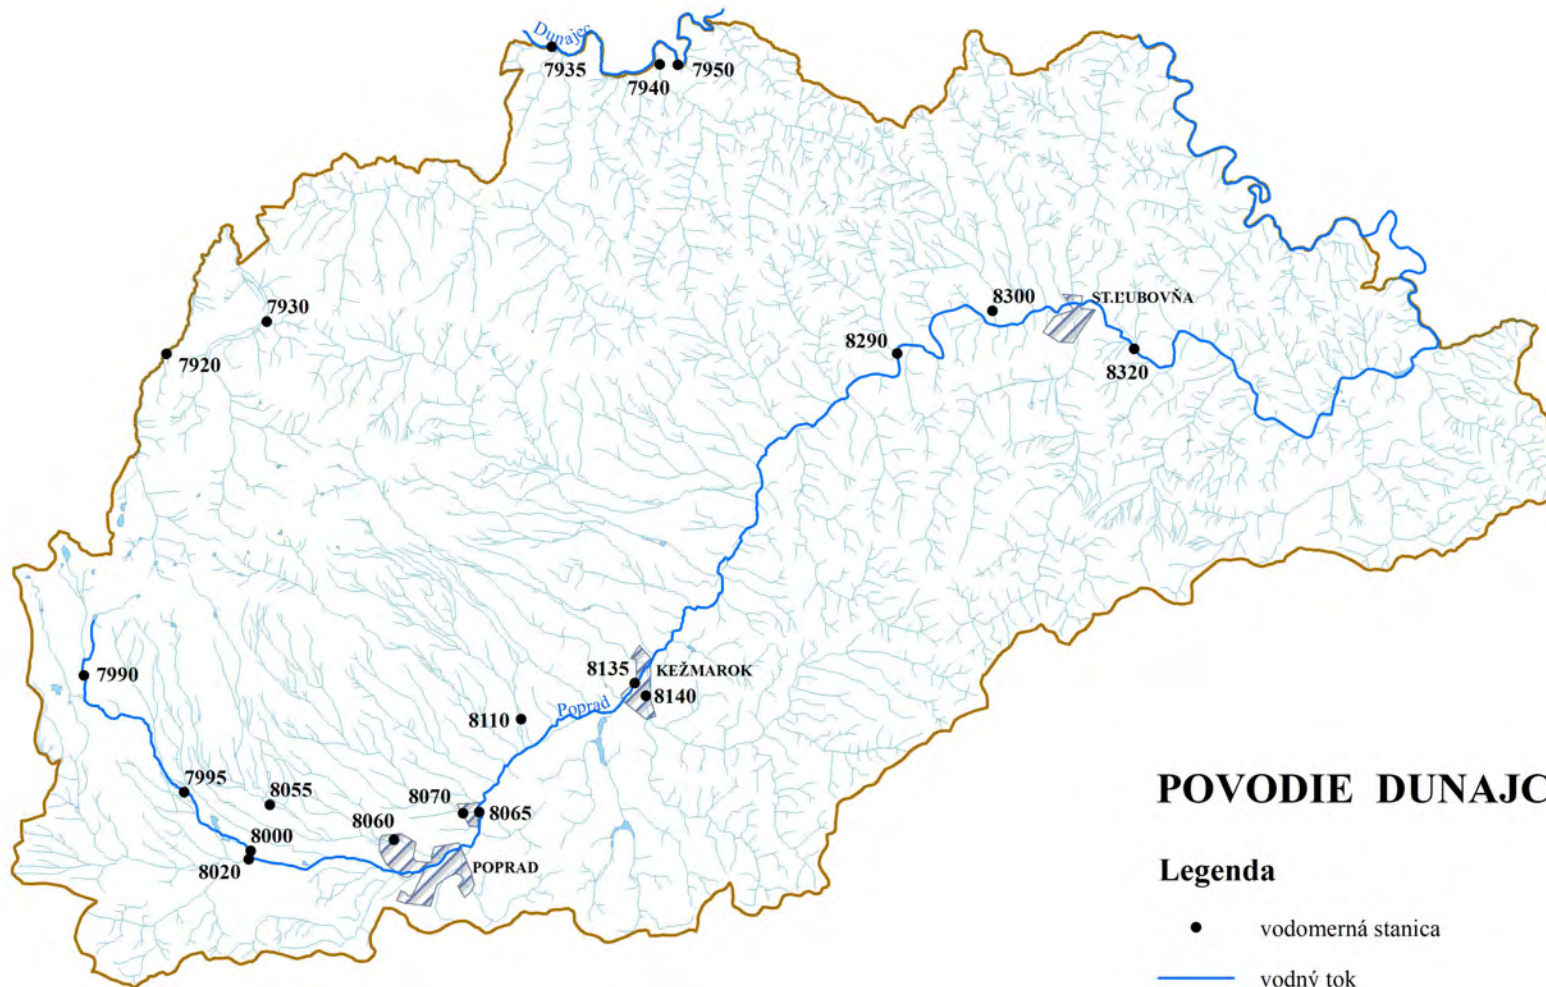 Dunajec
7935
7940
7950
7930
7920
8300
ST.ĽUBOVŇA
8290
8320
7990
8135
KEŽMAROK
8140
Poprad
8110
7995
8055
8070
8065
8060
8000
8020
POPRAD
POVODIE DUNAJC
Legenda
vodomerná stanica
vodný tok